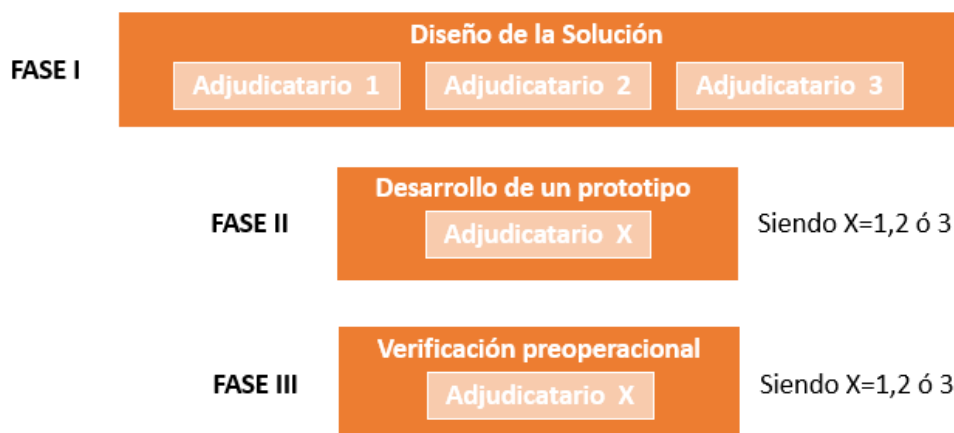 Diseño de la Solución
FASE I
Adjudicatario 1
Adjudicatario 2
Adjudicatario 3
Desarrollo de un prototipo
FASE II
Adjudicatario X
Siendo X=1,2 ó 3
Verificación preoperacional
FASE III
Adjudicatario X
Siendo X=1,2 ó 3